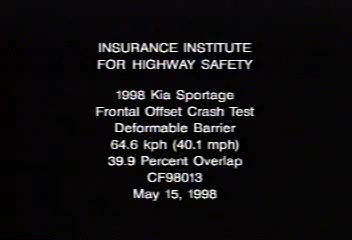 INSURANCE INSTITUTE
FOR HIGHWAY SAFETY
1998 Kia Sportage
Frontal Offset Crash Test
Deformable Barrier
64.6 kph (40.1 mph)
39.9 Percent Overlap
CF98013
May 15, 1998